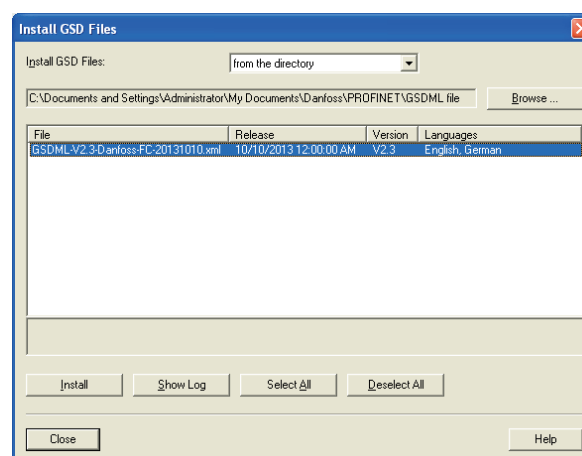 Install GSD Files
Install GSD Files: from the directory
C:\Documents and Settings\Administrator\My Documents\Danfoss\PROFINET\GSDML file Browse ...
File Release Version Languages
GSDML-V2.3-Danfoss-FC-20131010.xml 10/10/2013 12:00:00 AM V2.3 English, German
Install Show Log Select All Deselect All
Close Help